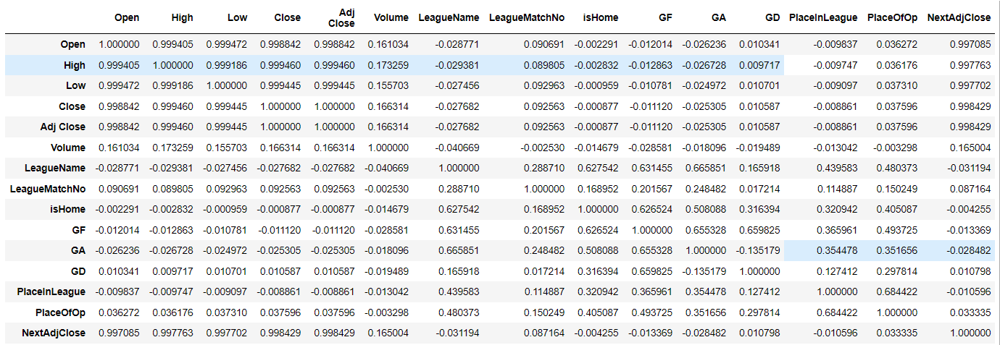 Open High Low Close Adj Close Volume LeagueName LeagueMatchNo isHome GF GA GD PlaceInLeague PlaceOfOp NextAdjClose
Open 1.000000 0.999405 0.999472 0.998842 0.998842 0.161034 -0.028771 0.090691 -0.002291 -0.012014 -0.026236 0.010341 -0.009837 0.036272 0.997085
High 0.999405 1.000000 0.999186 0.999460 0.999460 0.173259 -0.029381 0.089805 -0.002832 -0.012863 -0.026728 0.009717 -0.009747 0.036176 0.997763
Low 0.999472 0.999186 1.000000 0.999445 0.999445 0.155703 -0.027456 0.092963 -0.000959 -0.010781 -0.024972 0.010701 -0.009097 0.037310 0.997702
Close 0.998842 0.999460 0.999445 1.000000 1.000000 0.166314 -0.027682 0.092563 -0.000877 -0.011120 -0.025305 0.010587 -0.008861 0.037596 0.998429
Adj Close 0.998842 0.999460 0.999445 1.000000 1.000000 0.166314 -0.027682 0.092563 -0.000877 -0.011120 -0.025305 0.010587 -0.008861 0.037596 0.998429
Volume 0.161034 0.173259 0.155703 0.166314 0.166314 1.000000 -0.040669 -0.002530 -0.014679 -0.028581 -0.018096 -0.019489 -0.013042 -0.003298 0.165004
LeagueName -0.028771 -0.029381 -0.027456 -0.027682 -0.027682 -0.040669 1.000000 0.288710 0.627542 0.631455 0.665851 0.165918 0.439583 0.480373 -0.031194
LeagueMatchNo 0.090691 0.089805 0.092963 0.092563 0.092563 -0.002530 0.288710 1.000000 0.168952 0.201567 0.248482 0.017214 0.114887 0.150249 0.087164
isHome -0.002291 -0.002832 -0.000959 -0.000877 -0.000877 -0.014679 0.627542 0.168952 1.000000 0.626524 0.508088 0.316394 0.320942 0.405087 -0.004255
GF -0.012014 -0.012863 -0.010781 -0.011120 -0.011120 -0.028581 0.631455 0.201567 0.626524 1.000000 0.655328 0.659825 0.365961 0.493725 -0.013369
GA -0.026236 -0.026728 -0.024972 -0.025305 -0.025305 -0.018096 0.665851 0.248482 0.508088 0.655328 1.000000 -0.135179 0.354478 0.351656 -0.028482
GD 0.010341 0.009717 0.010701 0.010587 0.010587 -0.019489 0.165918 0.017214 0.316394 0.659825 -0.135179 1.000000 0.127412 0.297814 0.010798
PlaceInLeague -0.009837 -0.009747 -0.009097 -0.008861 -0.008861 -0.013042 0.439583 0.114887 0.320942 0.365961 0.354478 0.127412 1.000000 0.684422 -0.010596
PlaceOfOp 0.036272 0.036176 0.037310 0.037596 0.037596 -0.003298 0.480373 0.150249 0.405087 0.493725 0.351656 0.297814 0.684422 1.000000 0.033335
NextAdjClose 0.997085 0.997763 0.997702 0.998429 0.998429 0.165004 -0.031194 0.087164 -0.004255 -0.013369 -0.028482 0.010798 -0.010596 0.033335 1.000000